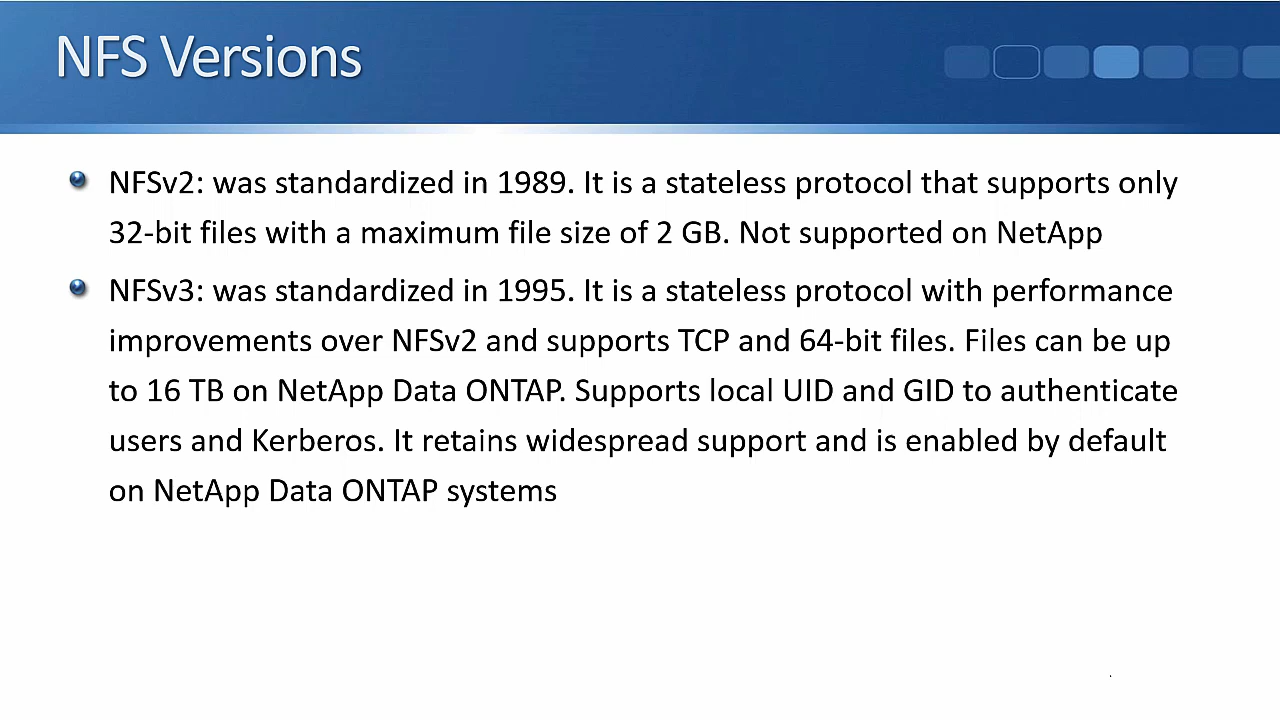 NFS Versions
NFSv2: was standardized in 1989. It is a stateless protocol that supports only
32-bit files with a maximum file size of 2 GB. Not supported on NetApp
NFSv3: was standardized in 1995. It is a stateless protocol with performance
improvements over NFSv2 and supports TCP and 64-bit files. Files can be up
to 16 TB on NetApp Data ONTAP. Supports local UID and GID to authenticate
users and Kerberos. It retains widespread support and is enabled by default
on NetApp Data ONTAP systems